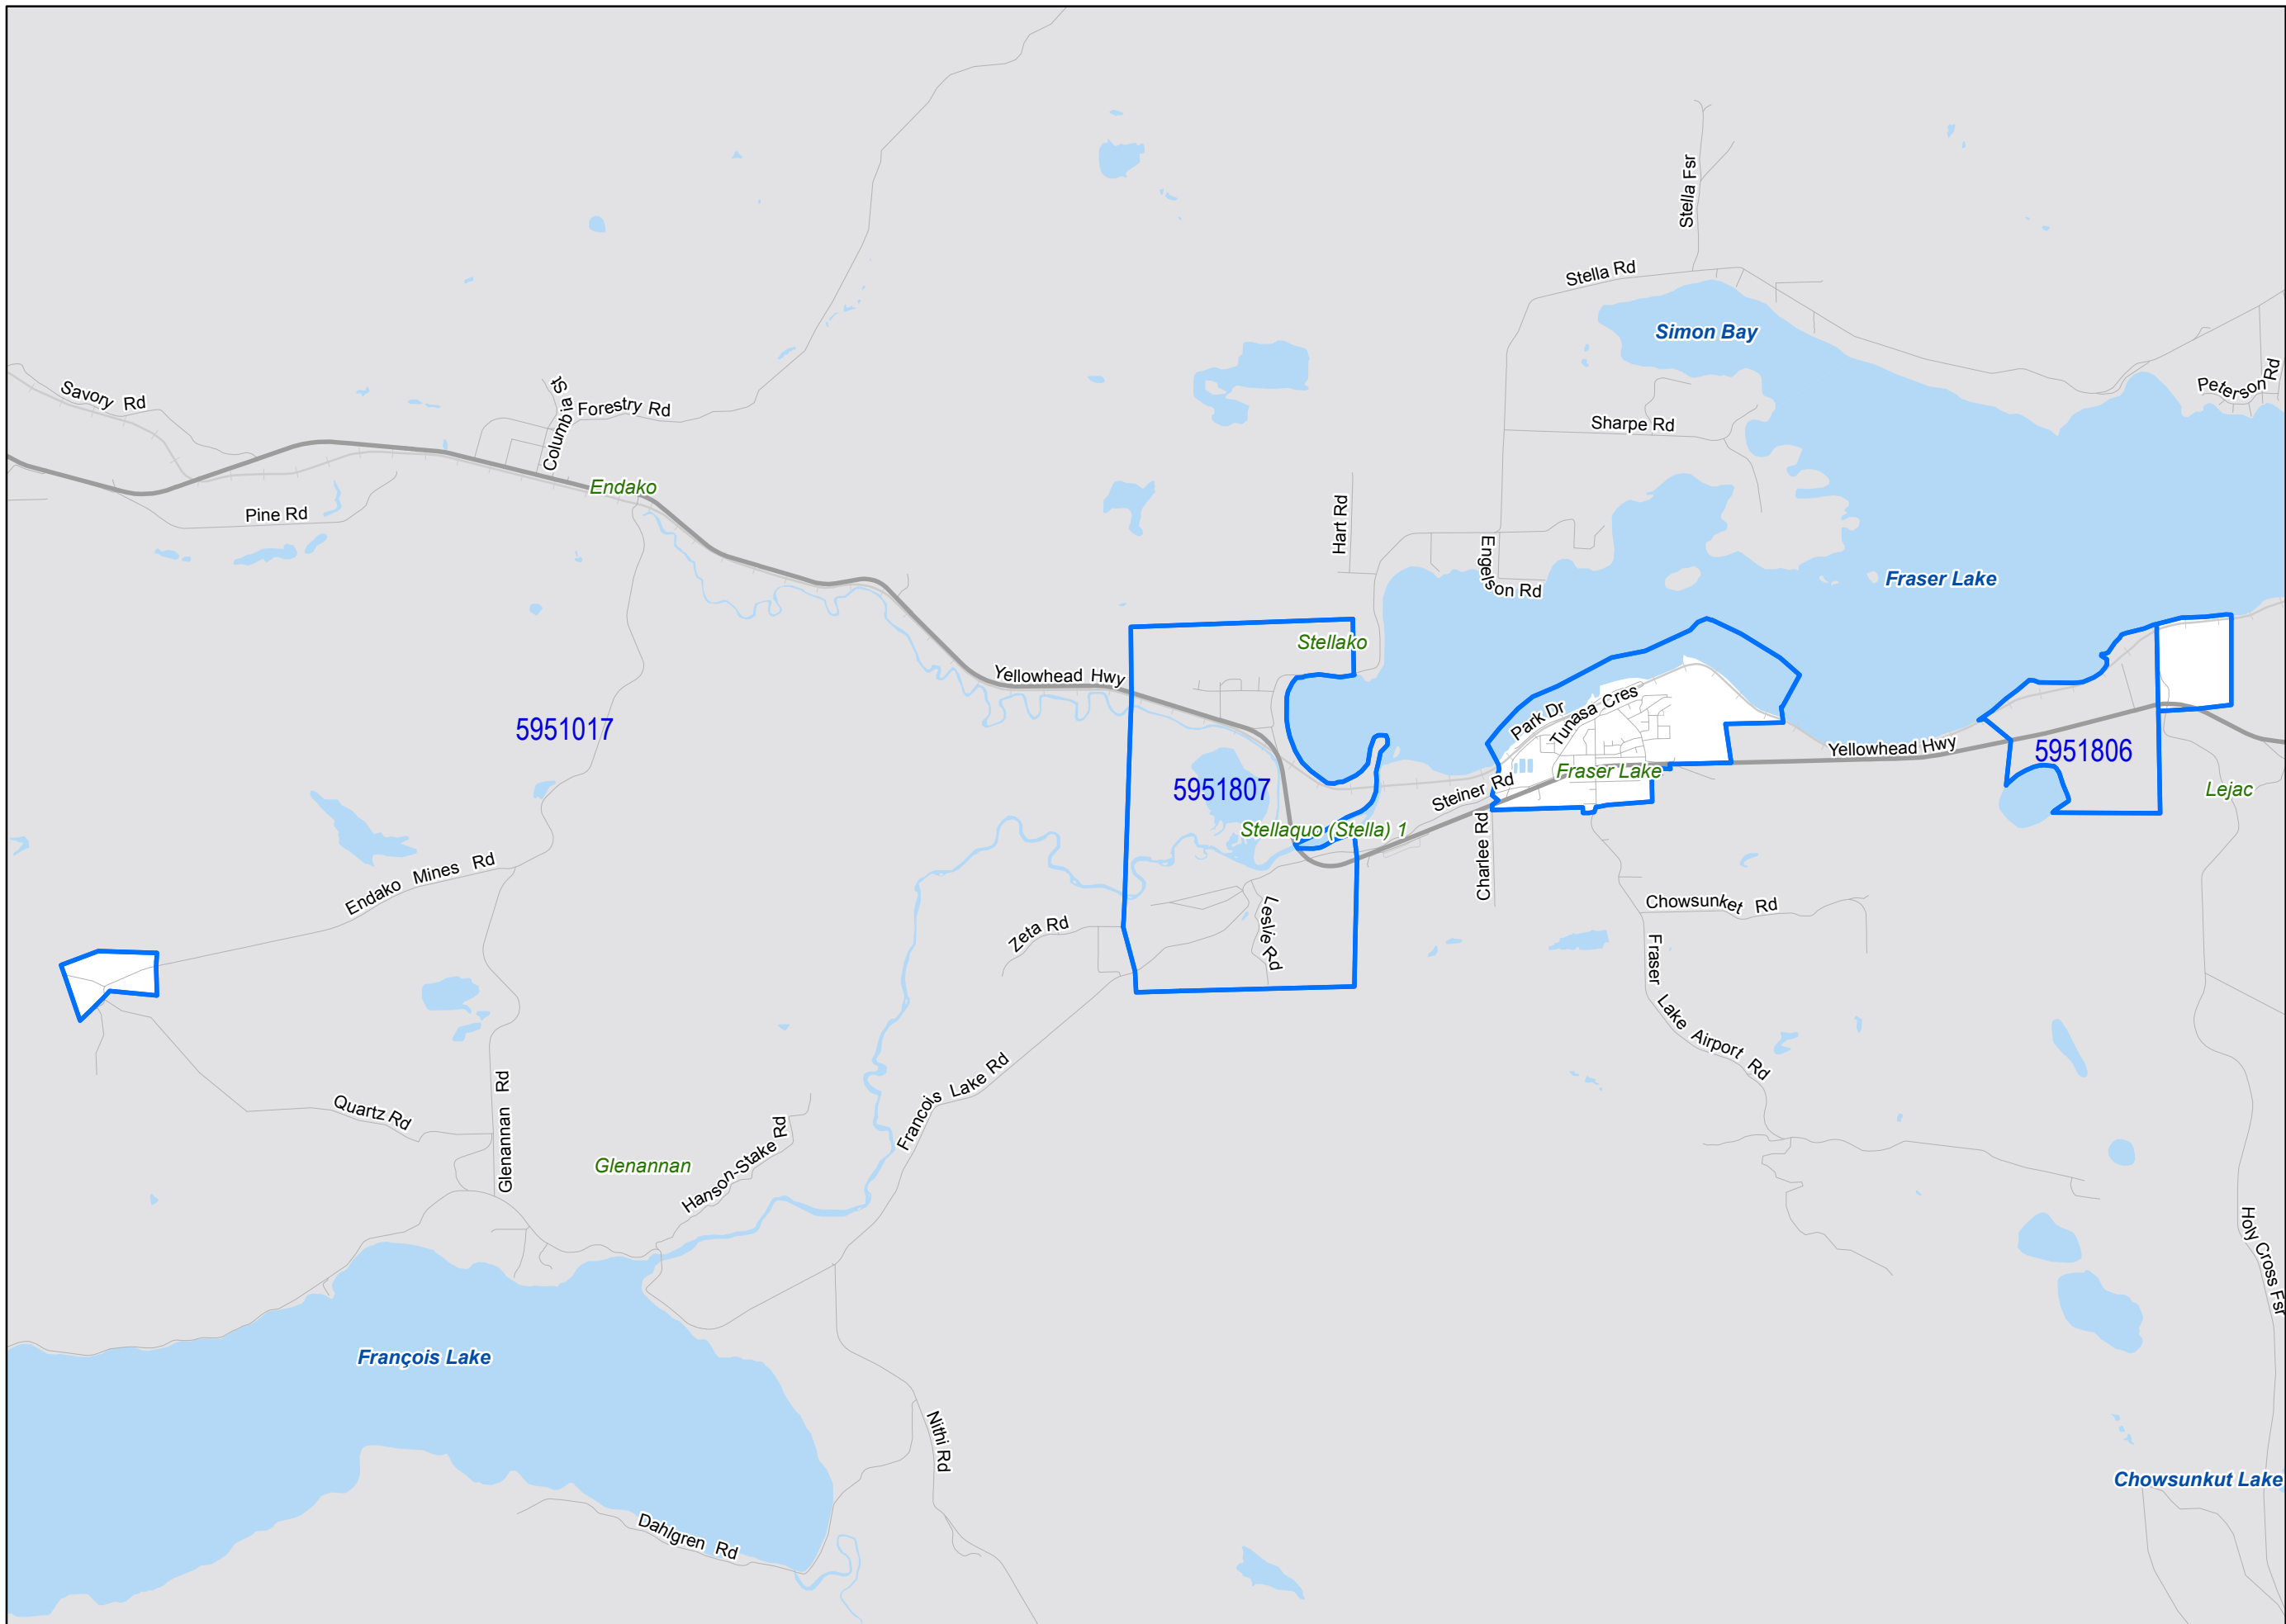 Stella Fsr
Stella Rd
Simon Bay
Savory Rd
Columbia St
Forestry Rd
Peterson Rd
Sharpe Rd
Endako
Pine Rd
Hart Rd
Engelson Rd
Fraser Lake
Stellako
Yellowhead Hwy
Park Dr
Tunasa Cres
5951017
Yellowhead Hwy
5951806
5951807
Fraser Lake
Steiner Rd
Lejac
Stellaquo (Stella) 1
Charlee Rd
Endako Mines Rd
Chowsunket Rd
Leslie Rd
Zeta Rd
Fraser Lake Airport Rd
Francois Lake Rd
Quartz Rd
Glenannan Rd
Glenannan
Hanson-Stake Rd
Holy Cross Fsr
François Lake
Nithi Rd
Chowsunkut Lake
Dahlgren Rd